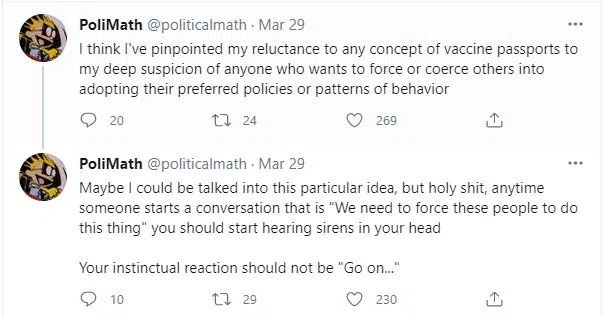 PoliMath @politicalmath · Mar 29
I think I've pinpointed my reluctance to any concept of vaccine passports to
my deep suspicion of anyone who wants to force or coerce others into
adopting their preferred policies or patterns of behavior
20 24 269
PoliMath @politicalmath · Mar 29
Maybe I could be talked into this particular idea, but holy shit, anytime
someone starts a conversation that is "We need to force these people to do
this thing" you should start hearing sirens in your head
Your instinctual reaction should not be "Go on..."
10 29 230